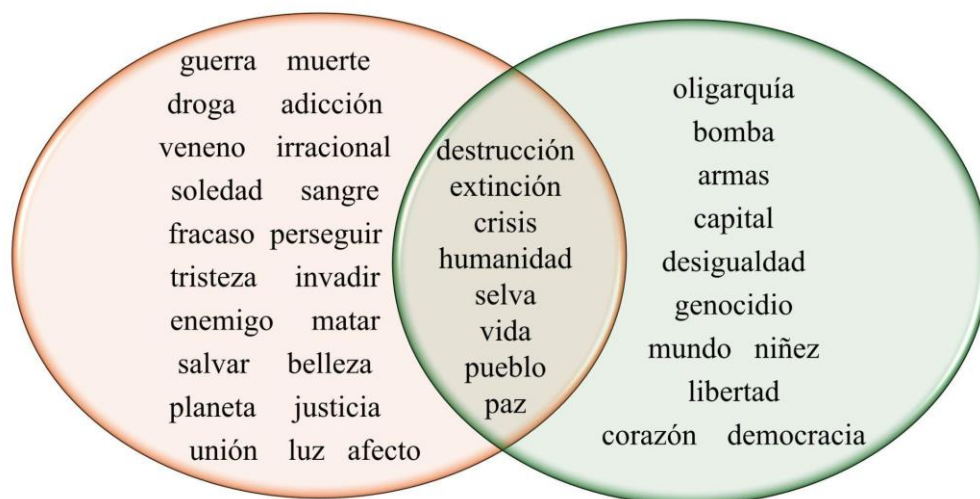 guerra muerte
droga adicción
veneno irracional
soledad sangre
fracaso perseguir
tristeza invadir
enemigo matar
salvar belleza
planeta justicia
unión luz afecto
destrucción
extinción
crisis
humanidad
selva
vida
pueblo
paz
oligarquía
bomba
armas
capital
desigualdad
genocidio
mundo niñez
libertad
corazón democracia